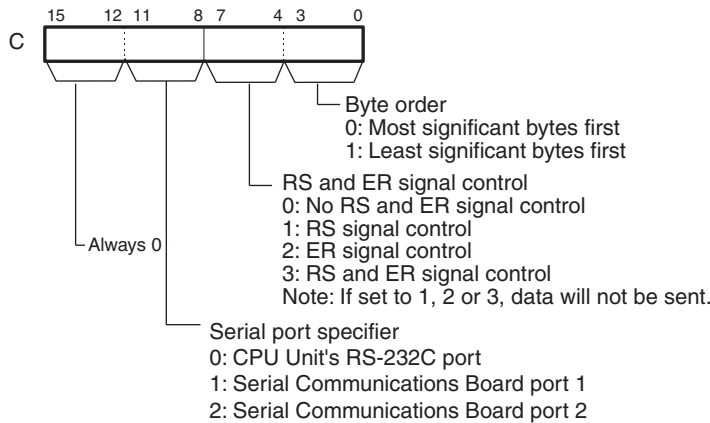 15 12 11 8 7 4 3 0
C
Byte order
0: Most significant bytes first
1: Least significant bytes first
RS and ER signal control
0: No RS and ER signal control
1: RS signal control
2: ER signal control
3: RS and ER signal control
Note: If set to 1, 2 or 3, data will not be sent.
Always 0
Serial port specifier
0: CPU Unit's RS-232C port
1: Serial Communications Board port 1
2: Serial Communications Board port 2